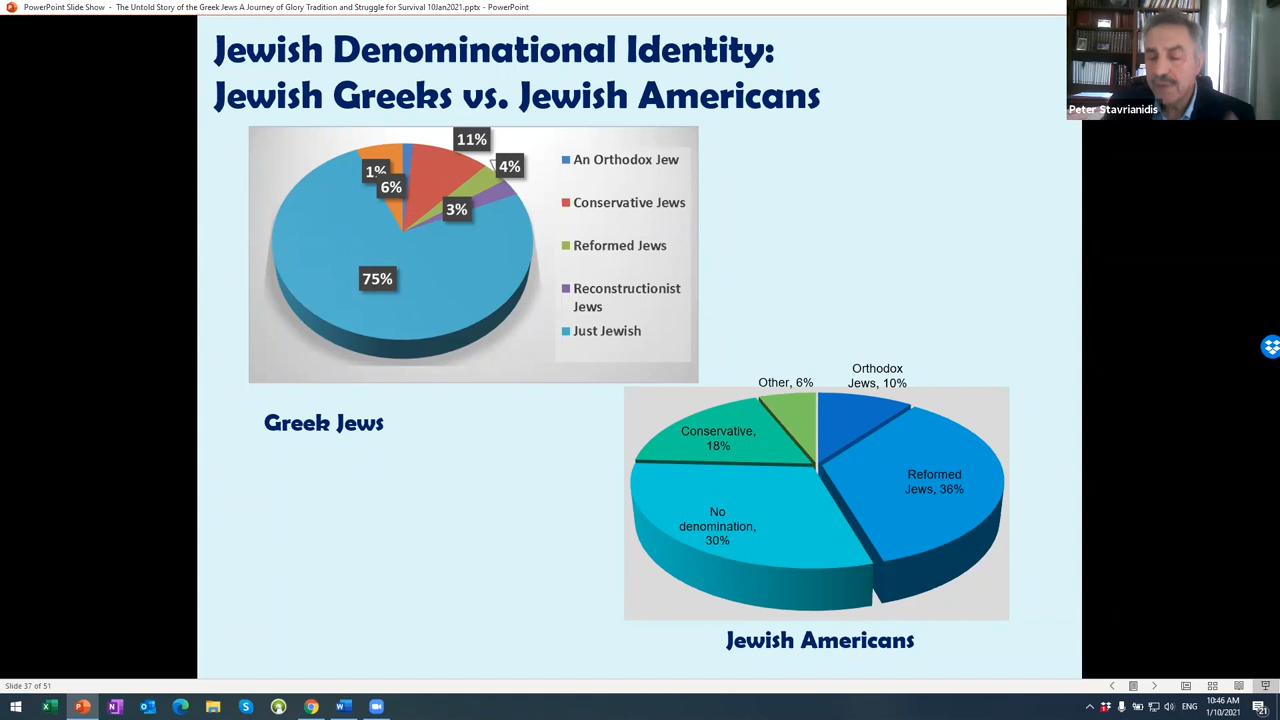 PowerPoint Slide Show - The Untold Story of the Greek Jews A Journey of Glory Tradition and Struggle for Survival 10Jan2021.pptx - PowerPoint
Jewish Denominational Identity:
Jewish Greeks vs. Jewish Americans
Peter Stavrianidis
11%
4%
1%
6%
3%
75%
An Orthodox Jew
Conservative Jews
Reformed Jews
Reconstructionist
Jews
Just Jewish
Greek Jews
Other, 6%
Orthodox
Jews, 10%
Conservative,
18%
Reformed
Jews, 36%
No
denomination,
30%
Jewish Americans
Slide 37 of 51
ENG
10:46 AM
1/10/2021
21